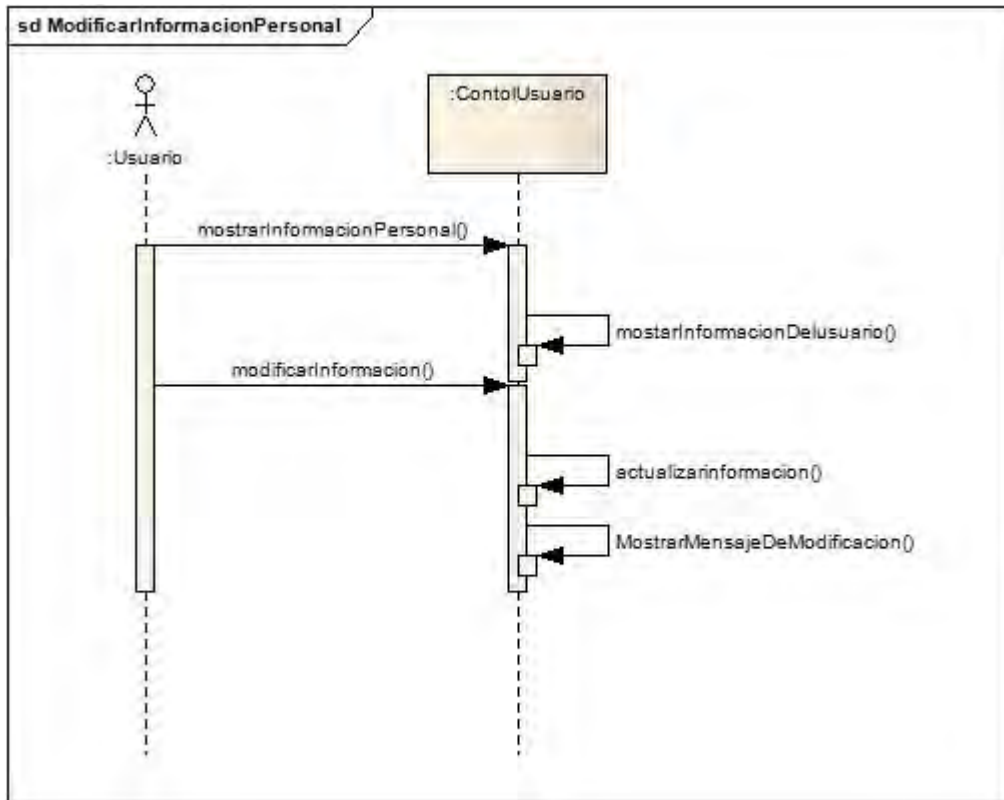 sd ModificarInformacionPersonal
:Usuario
:ContolUsuario
mostrarInformacionPersonal()
mostarInformacionDelusuario()
modificarInformacion()
actualizarinformacion()
MostrarMensajeDeModificacion()